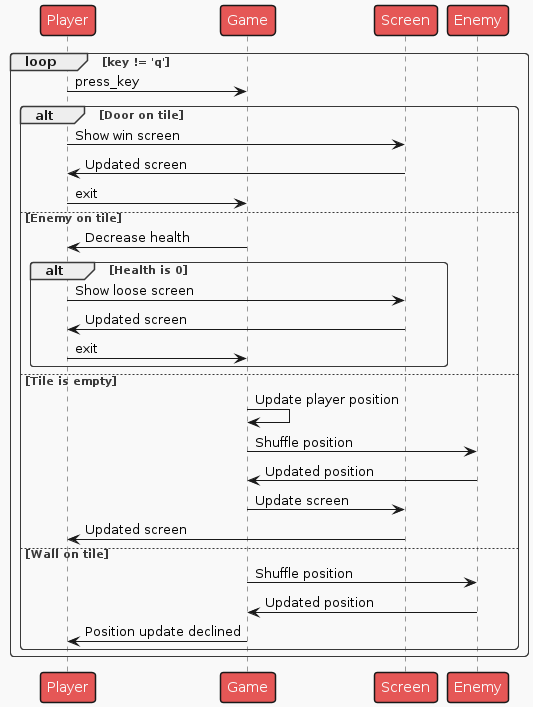 Player Game Screen Enemy
loop [key != 'q']
press_key
alt [Door on tile]
Show win screen
Updated screen
exit
[Enemy on tile]
Decrease health
alt [Health is 0]
Show loose screen
Updated screen
exit
[Tile is empty]
Update player position
Shuffle position
Updated position
Update screen
Updated screen
[Wall on tile]
Shuffle position
Updated position
Position update declined
Player Game Screen Enemy